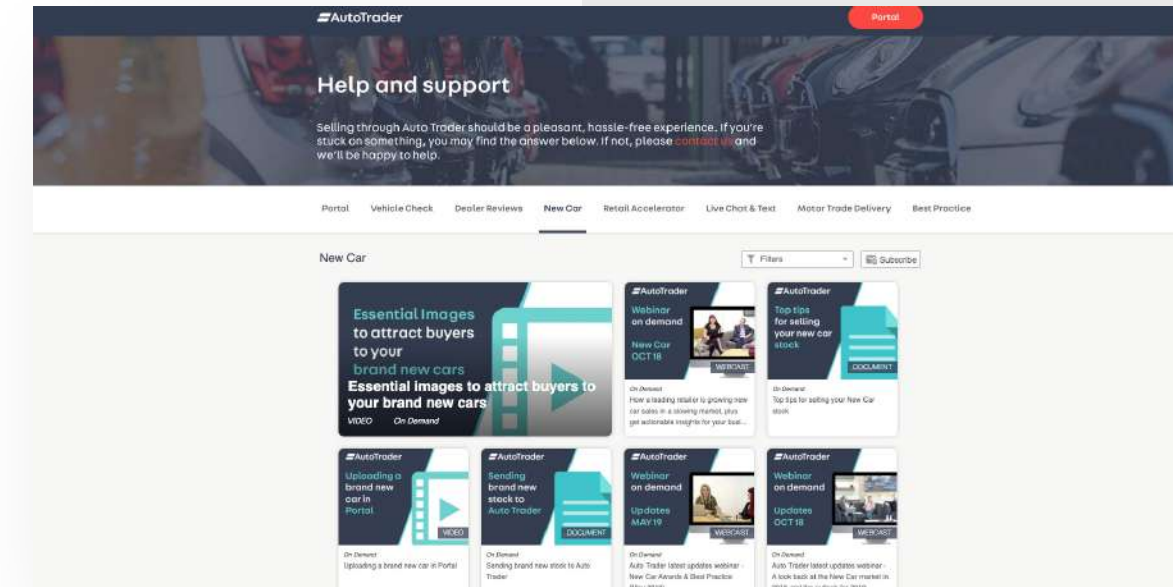 AutoTrader
Portal
Help and support
Selling through Auto Trader should be a pleasant, hassle-free experience. If you're
stuck on something, you may find the answer below. If not, please contact us and
we'll be happy to help.
Portal Vehicle Check Dealer Reviews New Car Retail Accelerator Live Chat & Text Motor Trade Delivery Best Practice
New Car
Filters
Subscribe
Essential Images
to attract buyers
to your
brand new cars
Essential images to attract buyers to
your brand new cars
VIDEO On Demand
AutoTrader
Webinar
on demand
New Car
OCT 18
WEBCAST
On Demand
How a leading retailer is growing new
car sales in a slowing market, plus
get actionable insights for your busi...
AutoTrader
Top tips
for selling
your new car
stock
DOCUMENT
On Demand
Top tips for selling your New Car
stock
AutoTrader
Uploading a
brand new
car in
Portal
VIDEO
On Demand
Uploading a brand new car in Portal
AutoTrader
Sending
brand new
stock to
Auto Trader
DOCUMENT
On Demand
Sending brand new stock to Auto
Trader
AutoTrader
Webinar
on demand
Updates
MAY 19
WEBCAST
On Demand
Auto Trader latest updates webinar -
New Car Awards & Best Practice
AutoTrader
Webinar
on demand
Updates
OCT 18
WEBCAST
On Demand
Auto Trader latest updates webinar -
A look back at the New Car market in